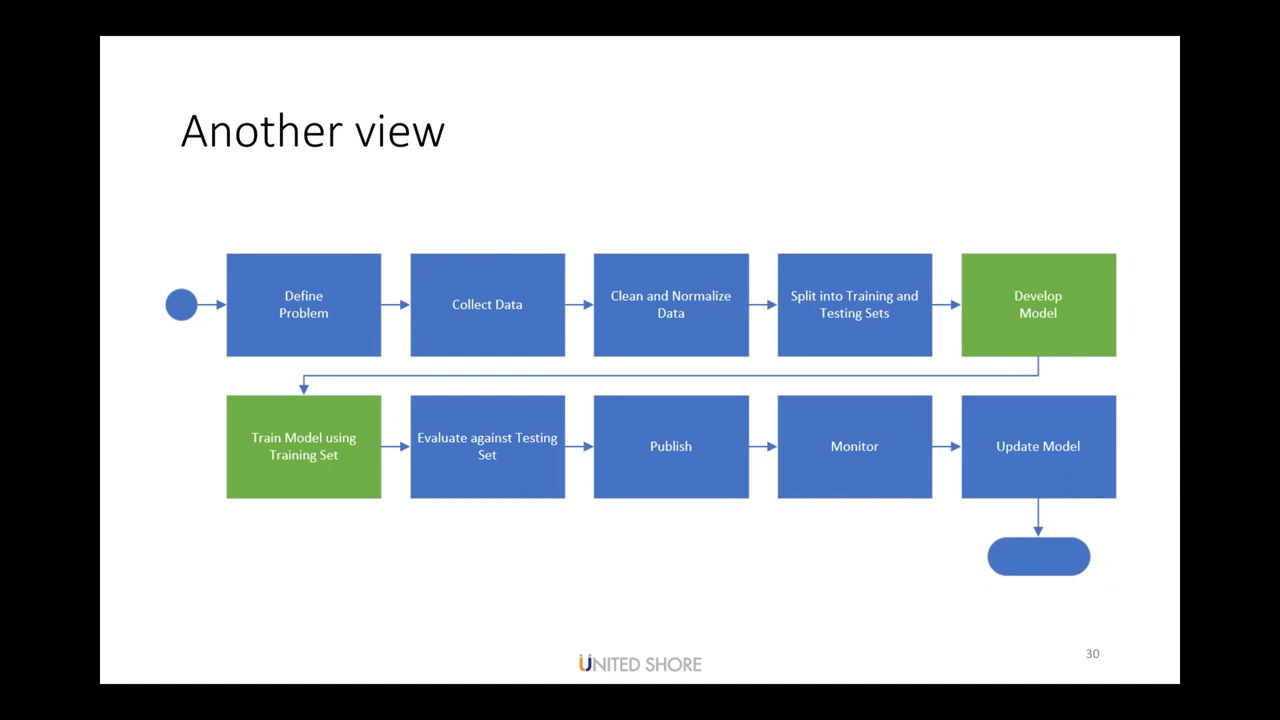 Another view
Define
Problem
Collect Data
Clean and Normalize
Data
Split into Training and
Testing Sets
Develop
Model
Train Model using
Training Set
Evaluate against Testing
Set
Publish
Monitor
Update Model
UNITED SHORE
30